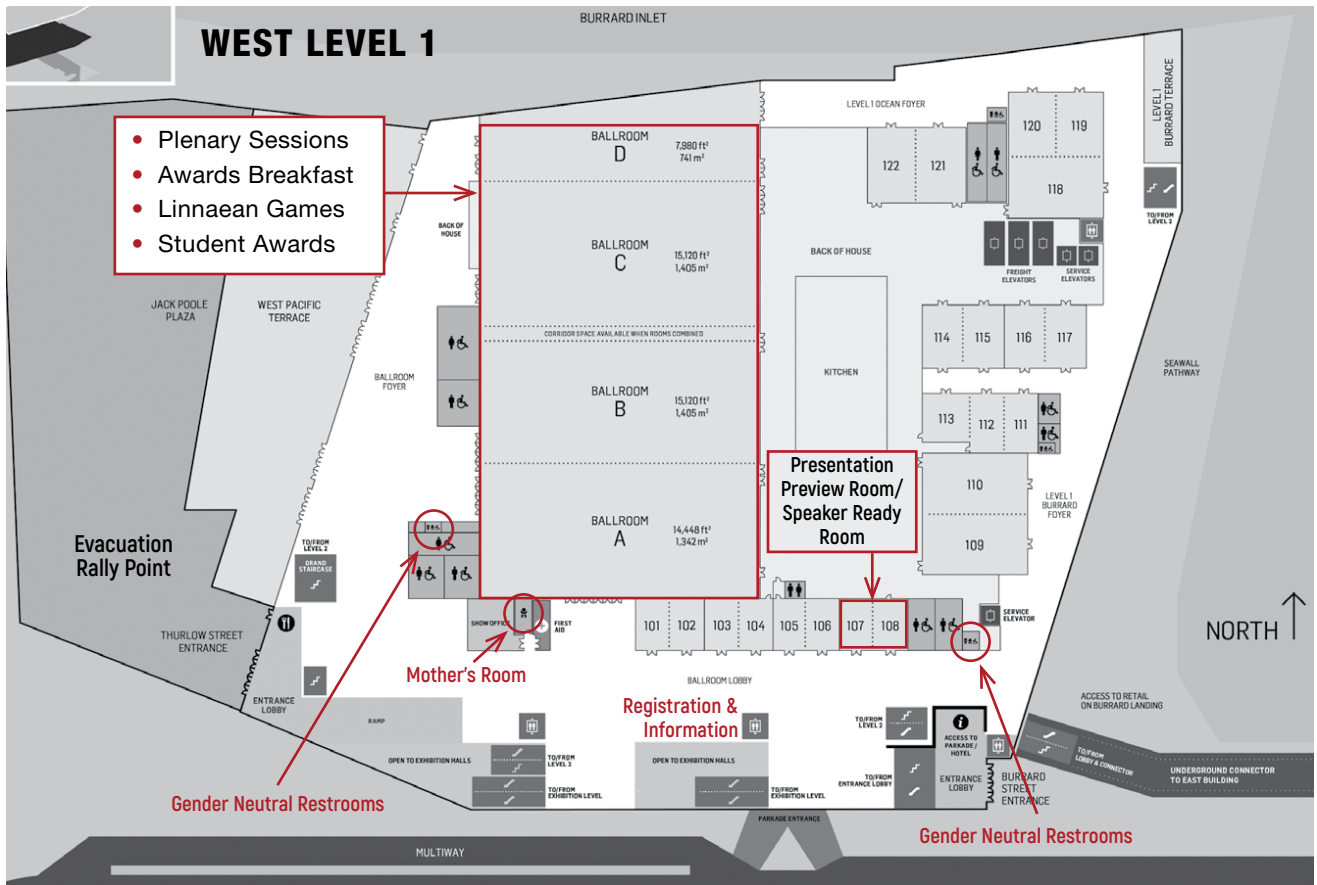 BURRARD INLET
WEST LEVEL 1
• Plenary Sessions
• Awards Breakfast
• Linnaean Games
• Student Awards
BALLROOM
D
7,980 ft²
741 m²
BALLROOM
C
15,120 ft²
1,405 m²
CORRIDOR SPACE AVAILABLE WHEN ROOMS COMBINED
BALLROOM
B
15,120 ft²
1,405 m²
BALLROOM
A
14,448 ft²
1,342 m²
BACK OF
HOUSE
JACK POOLE
PLAZA
WEST PACIFIC
TERRACE
BALLROOM
FOYER
Evacuation
Rally Point
TO/FROM
LEVEL 2
GRAND
STAIRCASE
THURLOW STREET
ENTRANCE
ENTRANCE
LOBBY
SHOW OFFICE
FIRST
AID
Mother's Room
RAMP
OPEN TO EXHIBITION HALLS
TO/FROM
LEVEL 2
TO/FROM
EXHIBITION LEVEL
Gender Neutral Restrooms
LEVEL 1 OCEAN FOYER
122
121
120
119
118
LEVEL 1
BURRARD TERRACE
TO/FROM
LEVEL 2
BACK OF HOUSE
FREIGHT
ELEVATORS
SERVICE
ELEVATORS
KITCHEN
114
115
116
117
SEAWALL
PATHWAY
113
112
111
110
109
LEVEL 1
BURRARD
FOYER
Presentation
Preview Room/
Speaker Ready
Room
101
102
103
104
105
106
107
108
SERVICE
ELEVATOR
NORTH
BALLROOM LOBBY
Registration &
Information
OPEN TO EXHIBITION HALLS
TO/FROM
EXHIBITION LEVEL
TO/FROM
LEVEL 2
TO/FROM
ENTRANCE LOBBY
ACCESS TO
PARKADE /
HOTEL
ENTRANCE
LOBBY
BURRARD
STREET
ENTRANCE
ACCESS TO RETAIL
ON BURRARD LANDING
TO/FROM
LOBBY & CONNECTOR
UNDERGROUND CONNECTOR
TO EAST BUILDING
Gender Neutral Restrooms
PARKADE ENTRANCE
MULTIWAY